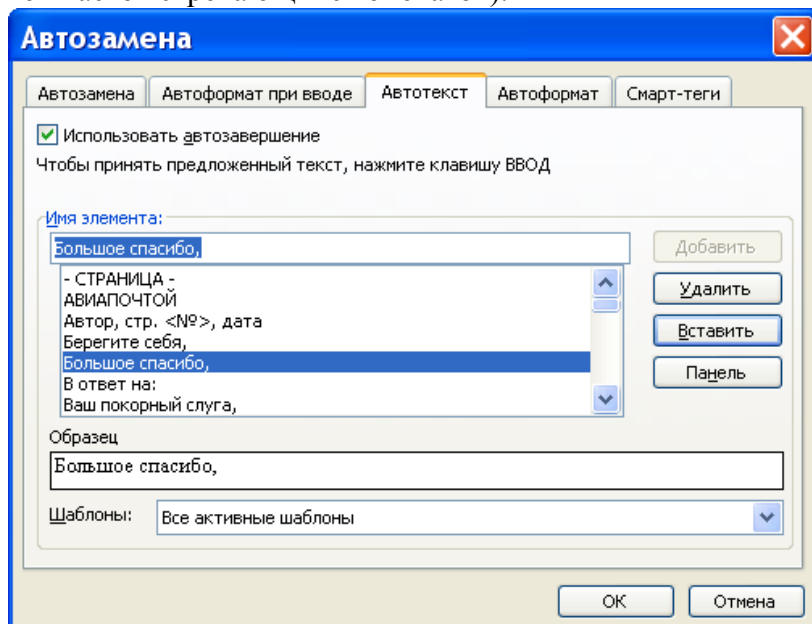 Автозамена
Автозамена Автоформат при вводе Автотекст Автоформат Смарт-теги
Использовать автозавершение
Чтобы принять предложенный текст, нажмите клавишу ВВОД
Имя элемента:
Большое спасибо, Добавить
- СТРАНИЦА -
АВИАПОЧТОЙ Удалить
Автор, стр. <№>, дата
Берегите себя, Вставить
Большое спасибо,
В ответ на: Панель
Ваш покорный слуга,
Образец
Большое спасибо,
Шаблоны: Все активные шаблоны
ОК Отмена